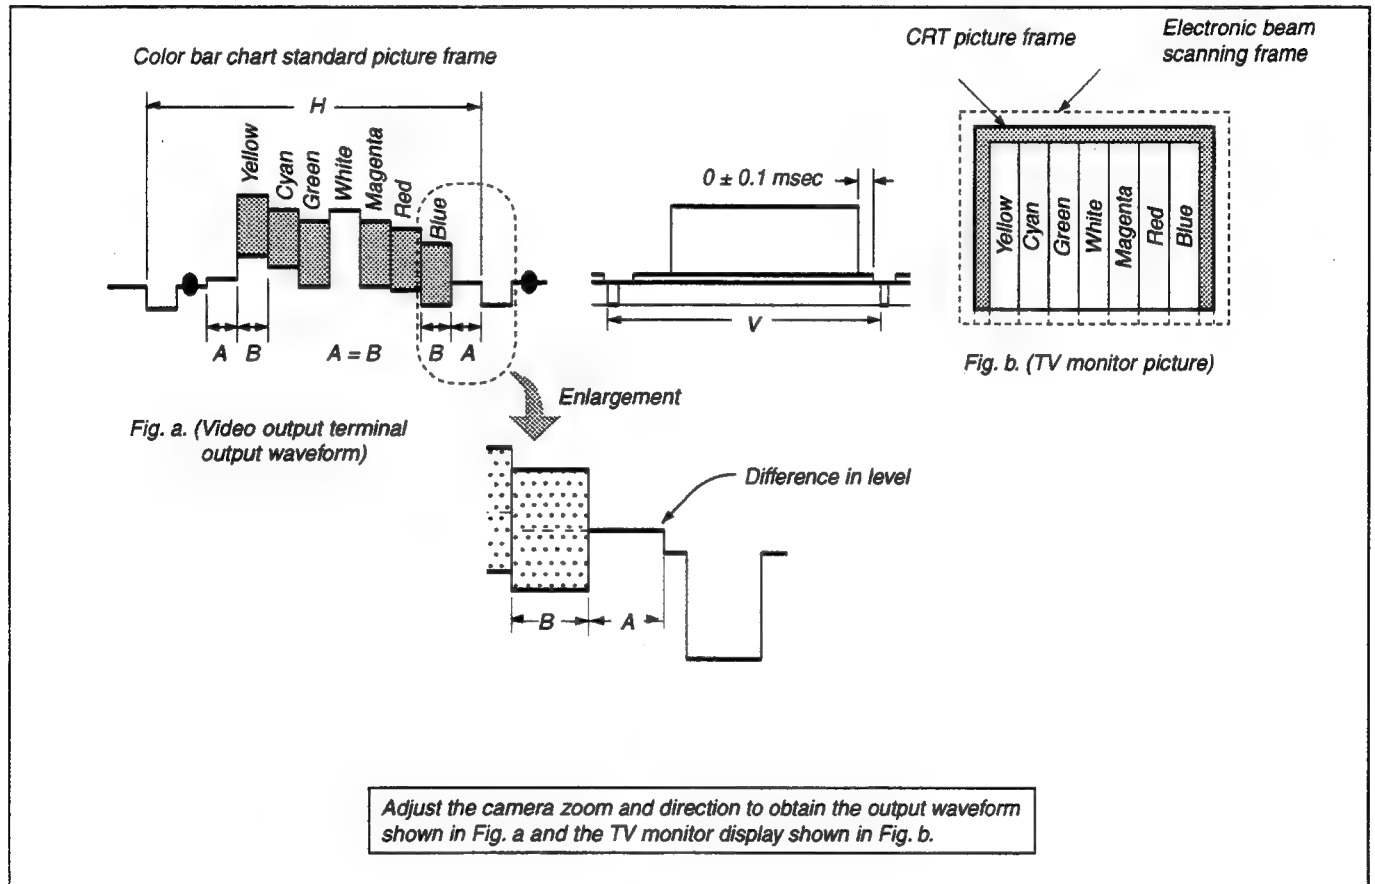 Color bar chart standard picture frame
H
Yellow
Cyan
Green
White
Magenta
Red
Blue
A
B
A = B
B
A
Fig. a. (Video output terminal
output waveform)
0 ± 0.1 msec
V
CRT picture frame
Electronic beam
scanning frame
Yellow
Cyan
Green
White
Magenta
Red
Blue
Fig. b. (TV monitor picture)
Enlargement
Difference in level
B
A
Adjust the camera zoom and direction to obtain the output waveform
shown in Fig. a and the TV monitor display shown in Fig. b.